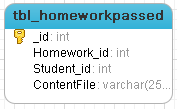 tbl_homeworkpassed
_id: int
Homework_id: int
Student_id: int
ContentFile: varchar(25...